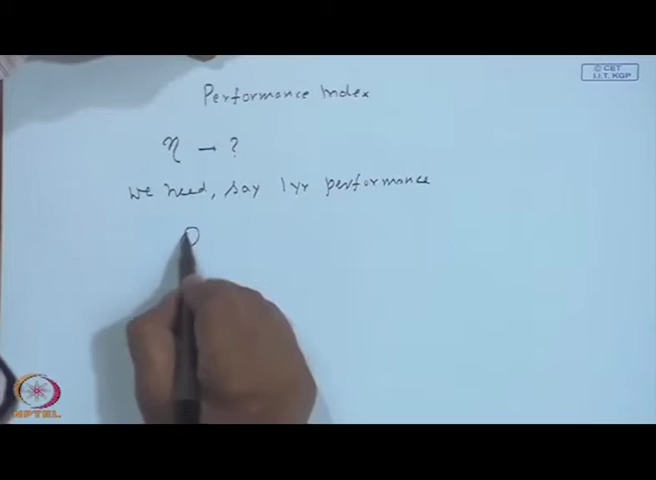 © CET
I.I.T. KGP
Performance Index
η → ?
we need, say 1yr performance
NPTEL